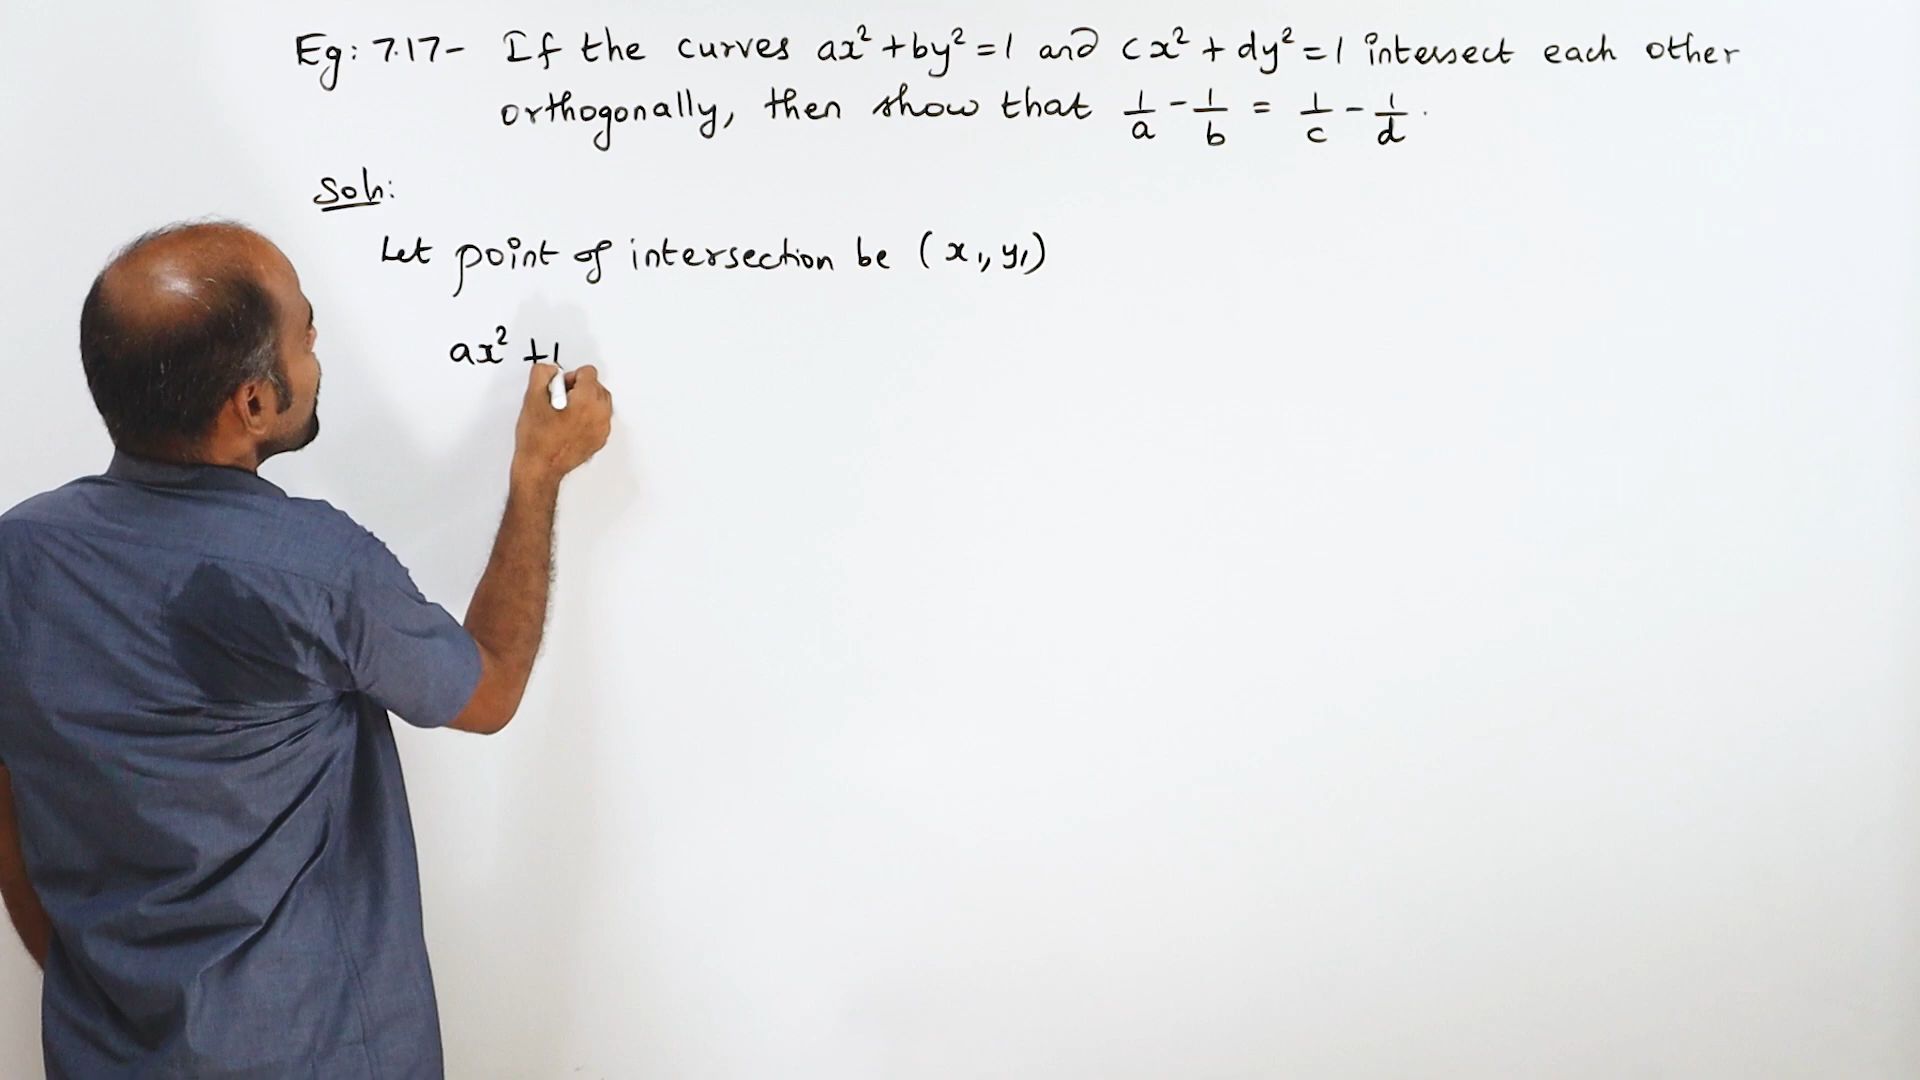 Eg: 7.17- If the curves ax²+by²=1 and cx²+dy²=1 intersect each other
orthogonally, then show that 1/a - 1/b = 1/c - 1/d.
Soln:
Let point of intersection be (x₁, y₁)
ax² +